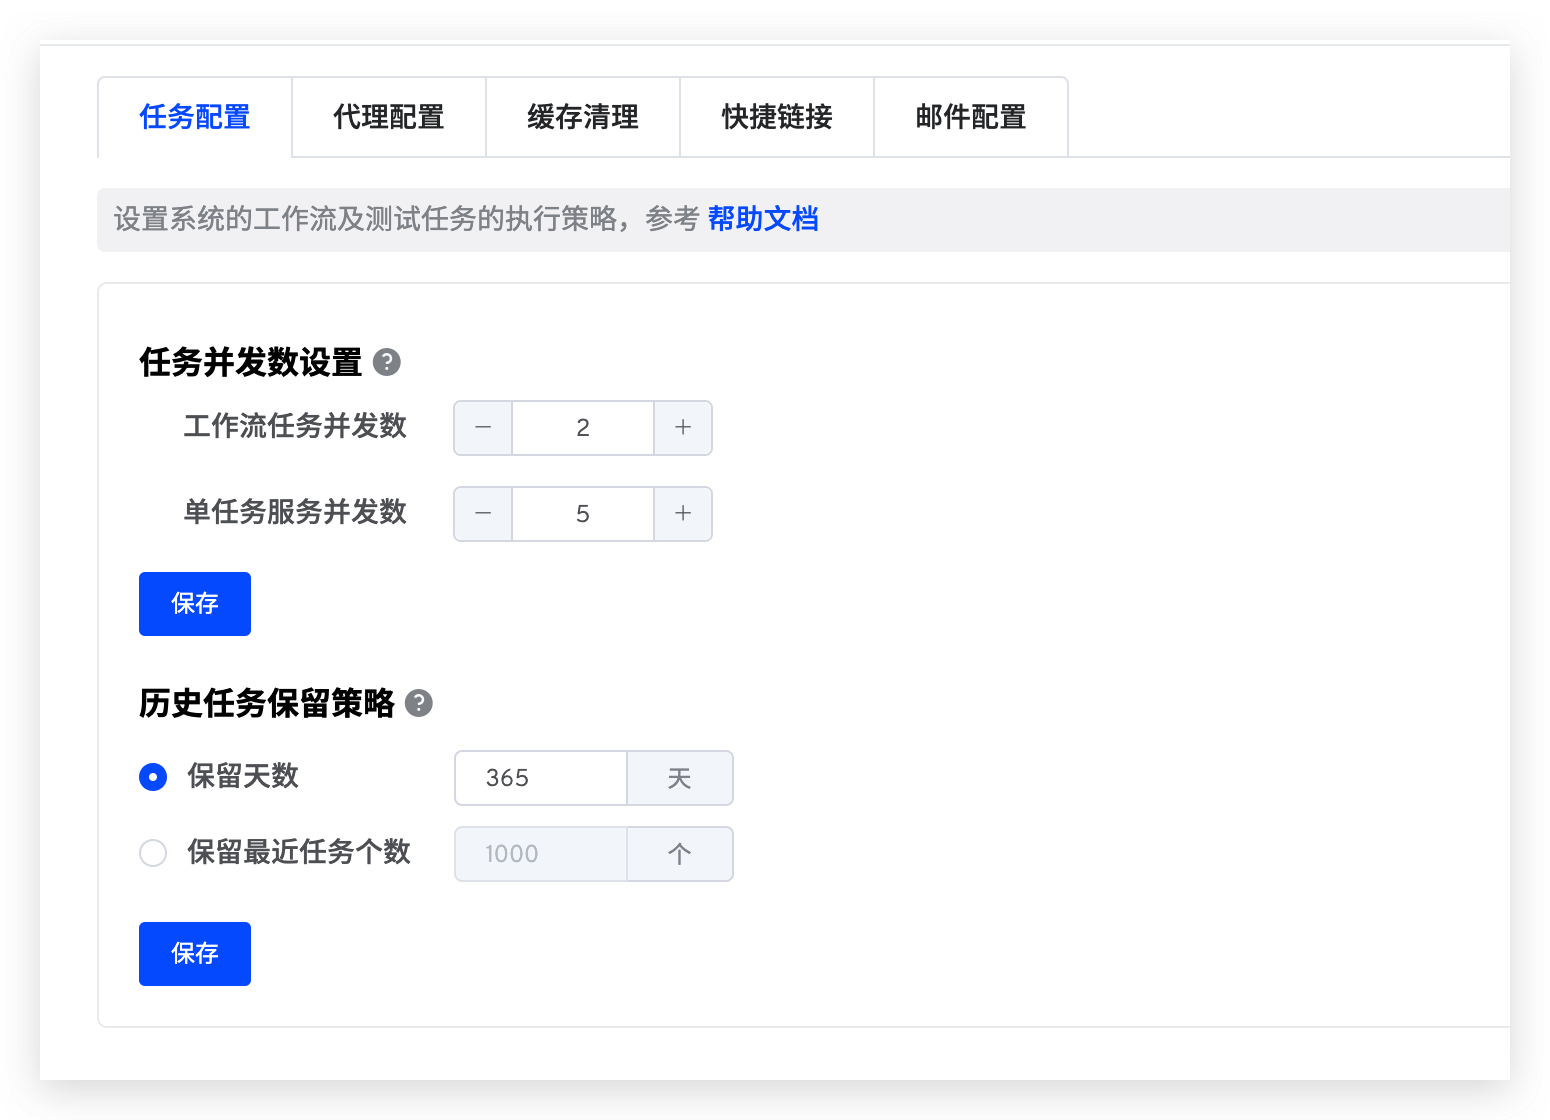 任务配置 代理配置 缓存清理 快捷链接 邮件配置
设置系统的工作流及测试任务的执行策略，参考 帮助文档
任务并发数设置 ?
工作流任务并发数 − 2 +
单任务服务并发数 − 5 +
保存
历史任务保留策略 ?
保留天数 365 天
保留最近任务个数 1000 个
保存